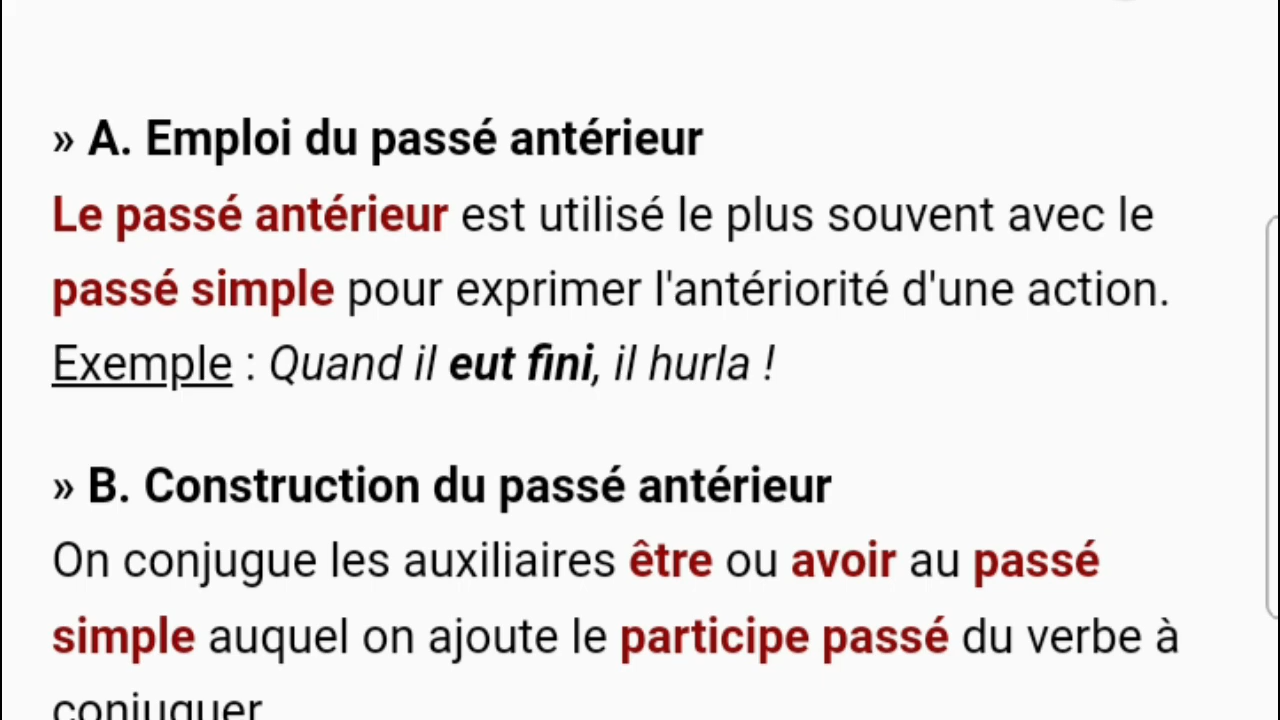 » A. Emploi du passé antérieur
Le passé antérieur est utilisé le plus souvent avec le
passé simple pour exprimer l'antériorité d'une action.
Exemple : Quand il eut fini, il hurla !
» B. Construction du passé antérieur
On conjugue les auxiliaires être ou avoir au passé
simple auquel on ajoute le participe passé du verbe à
conjuguer